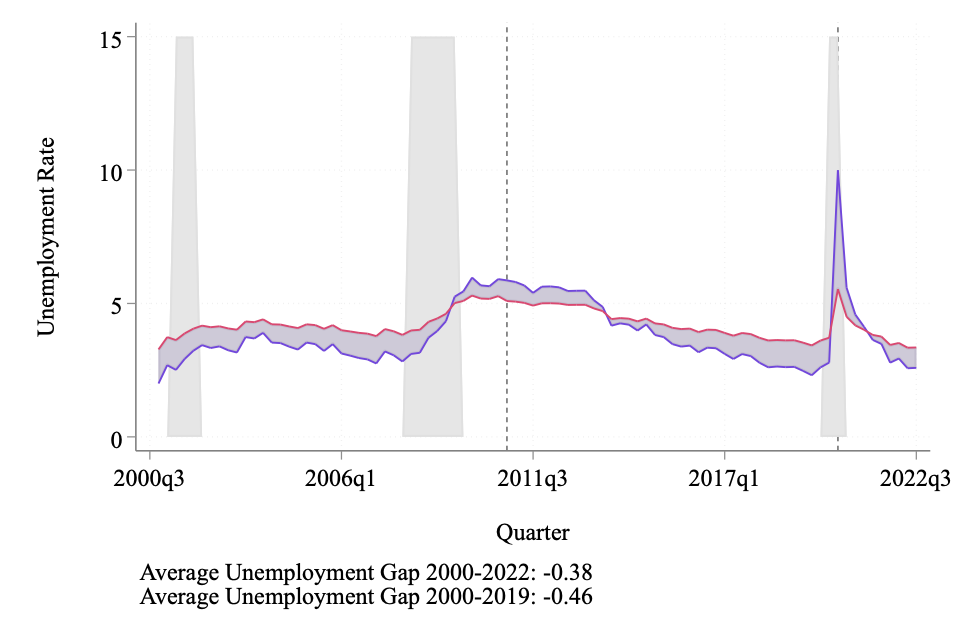 15
10
5
0
Unemployment Rate
2000q3 2006q1 2011q3 2017q1 2022q3
Quarter
Average Unemployment Gap 2000-2022: -0.38
Average Unemployment Gap 2000-2019: -0.46